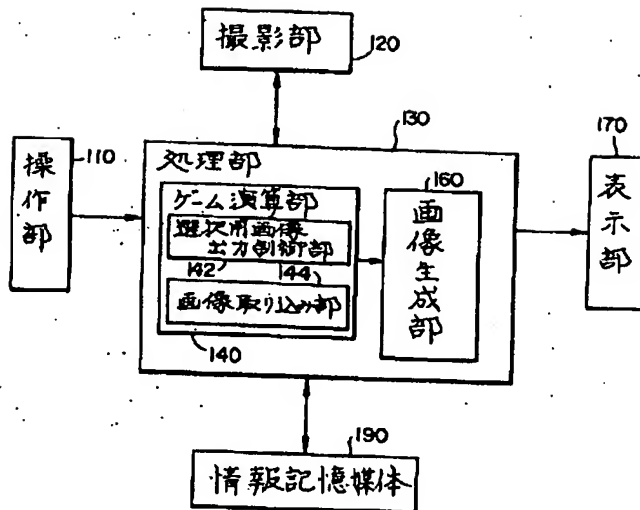 撮影部
120
110
操作部
130
処理部
ゲーム演算部
選択用画像
出力制御部
142
144
画像取り込み部
140
160
画像生成部
170
表示部
190
情報記憶媒体